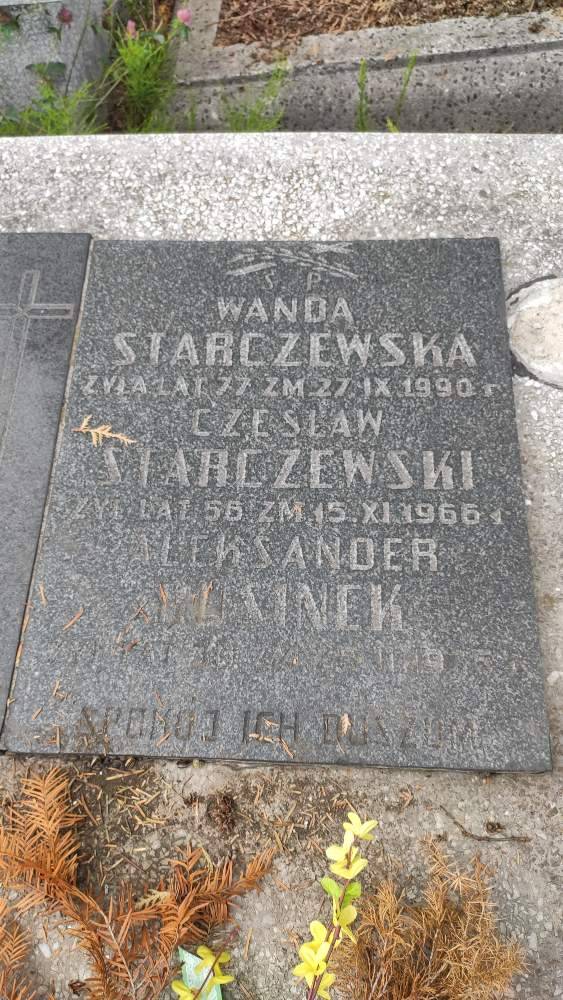 Ś P
WANDA
STARCZEWSKA
ŻYŁA LAT 77 ZM 27 IX 1990 r
CZESŁAW
STARCZEWSKI
ŻYŁ LAT 56 ZM 15.XI.1966 r
ALEKSANDER
SPOKÓJ ICH DUSZOM